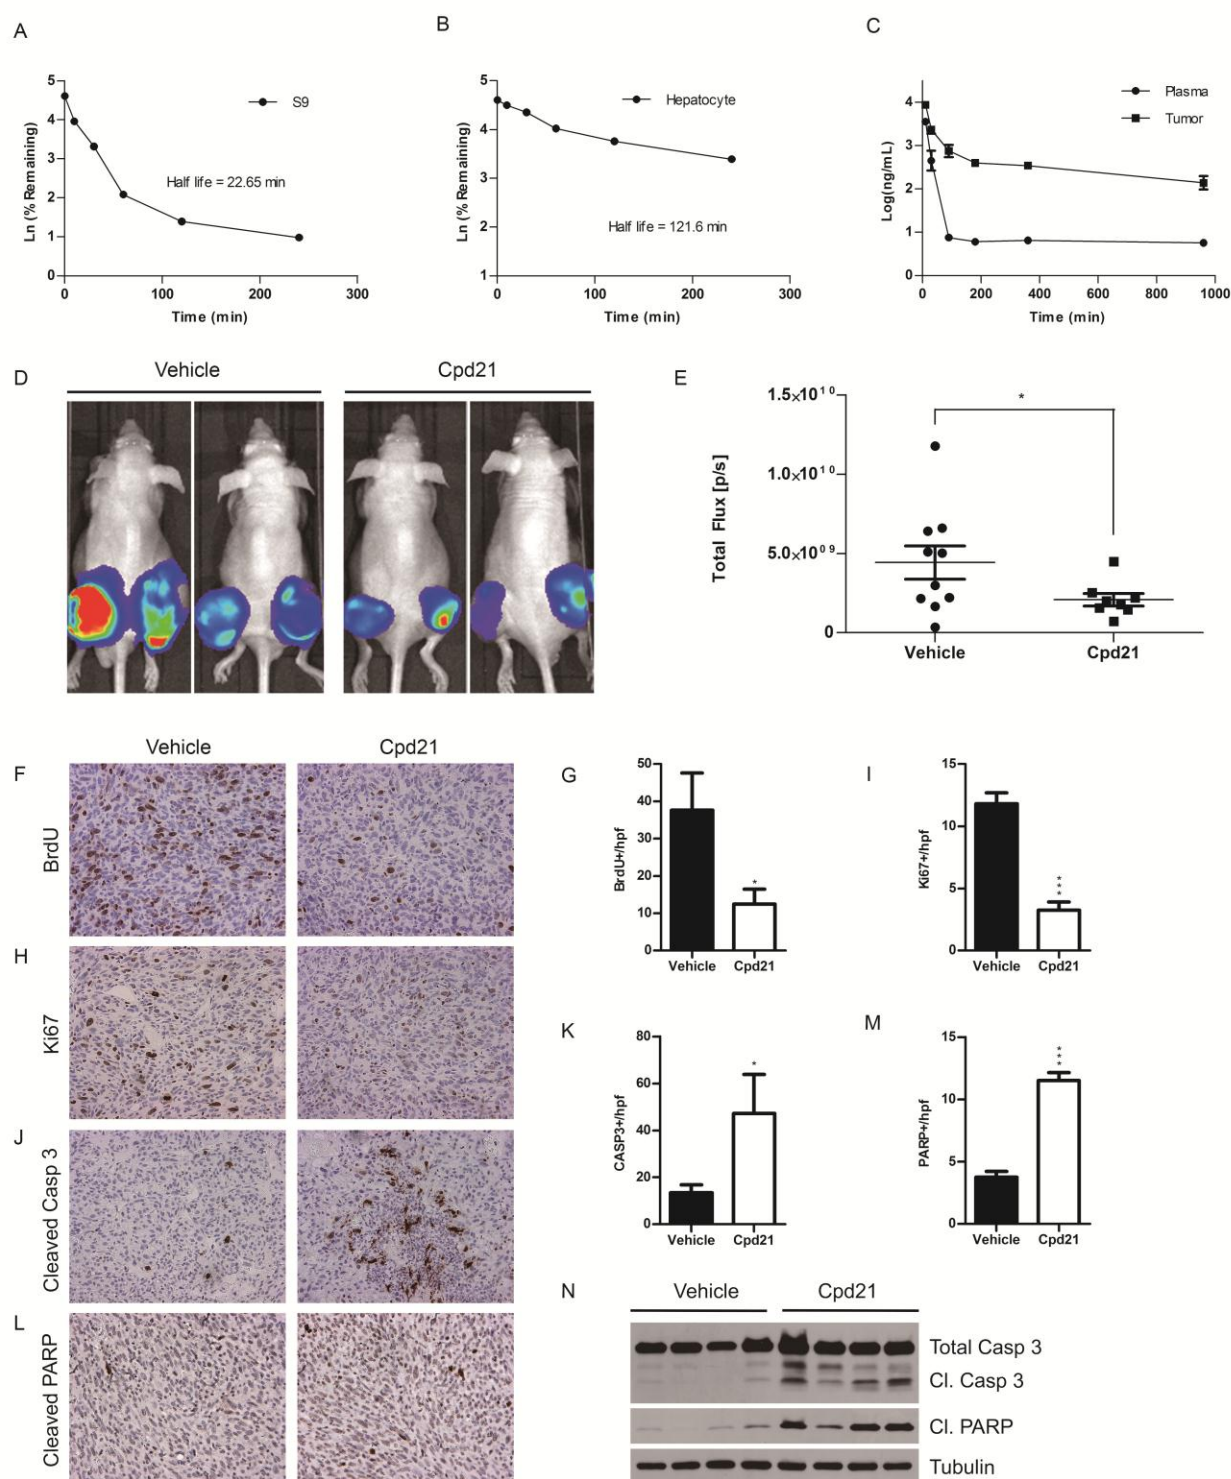 A
B
C
5
4
3
2
1
0
0
100
200
300
Ln (% Remaining)
Time (min)
S9
Half life = 22.65 min
5
4
3
2
1
0
100
200
300
Ln (% Remaining)
Time (min)
Hepatocyte
Half life = 121.6 min
4
3
2
1
0
0
200
400
600
800
1000
Log(ng/mL)
Time (min)
Plasma
Tumor
D
Vehicle
Cpd21
E
1.5×10¹⁰
1.0×10¹⁰
5.0×10⁰⁹
0
Total Flux [p/s]
*
Vehicle
Cpd21
Vehicle
Cpd21
F
BrdU
G
50
40
30
20
10
0
BrdU+/hpf
*
Vehicle
Cpd21
I
15
10
5
0
Ki67+/hpf
***
Vehicle
Cpd21
H
Ki67
J
Cleaved Casp 3
K
80
60
40
20
0
CASP3+/hpf
*
Vehicle
Cpd21
M
15
10
5
0
PARP+/hpf
***
Vehicle
Cpd21
L
Cleaved PARP
N
Vehicle
Cpd21
Total Casp 3
Cl. Casp 3
Cl. PARP
Tubulin